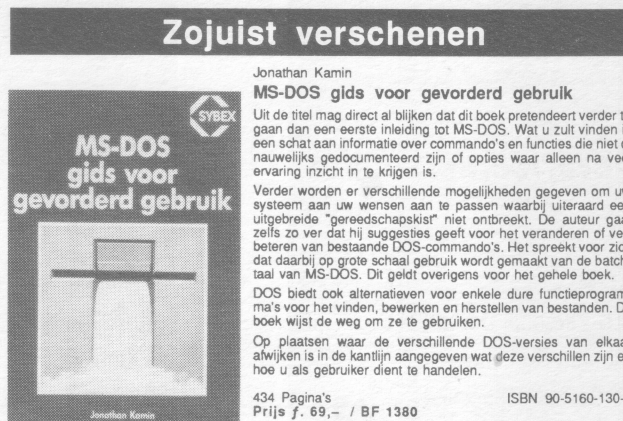 Zojuist verschenen
SYBEX
MS-DOS
gids voor
gevorderd gebruik
Jonathan Kamin
Jonathan Kamin
MS-DOS gids voor gevorderd gebruik
Uit de titel mag direct al blijken dat dit boek pretendeert verder t
gaan dan een eerste inleiding tot MS-DOS. Wat u zult vinden i
een schat aan informatie over commando's en functies die niet o
nauwelijks gedocumenteerd zijn of opties waar alleen na vee
ervaring inzicht in te krijgen is.
Verder worden er verschillende mogelijkheden gegeven om uw
systeem aan uw wensen aan te passen waarbij uiteraard ee
uitgebreide "gereedschapskist" niet ontbreekt. De auteur gaa
zelfs zo ver dat hij suggesties geeft voor het veranderen of ve
beteren van bestaande DOS-commando's. Het spreekt voor zic
dat daarbij op grote schaal gebruik wordt gemaakt van de batch
taal van MS-DOS. Dit geldt overigens voor het gehele boek.
DOS biedt ook alternatieven voor enkele dure functieprogram
ma's voor het vinden, bewerken en herstellen van bestanden. D
boek wijst de weg om ze te gebruiken.
Op plaatsen waar de verschillende DOS-versies van elkaa
afwijken is in de kantlijn aangegeven wat deze verschillen zijn e
hoe u als gebruiker dient te handelen.
434 Pagina's ISBN 90-5160-130-
Prijs ƒ. 69,– / BF 1380